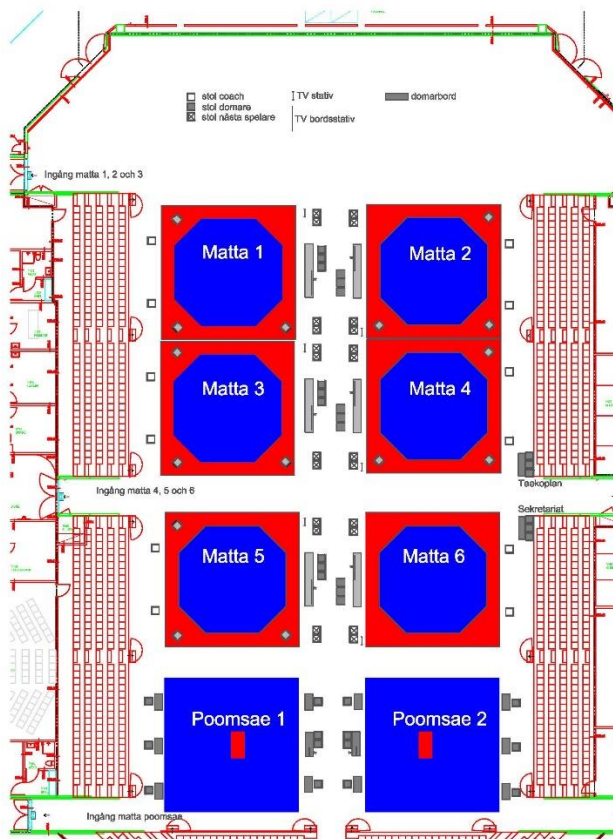 stol coach
stol domare
stol nästa spelare
TV stativ
TV bordsstativ
domarbord
Ingång matta 1, 2 och 3
Matta 1
Matta 2
Matta 3
Matta 4
Taekoplan
Ingång matta 4, 5 och 6
Sekretariat
Matta 5
Matta 6
Poomsae 1
Poomsae 2
Ingång matta poomsae